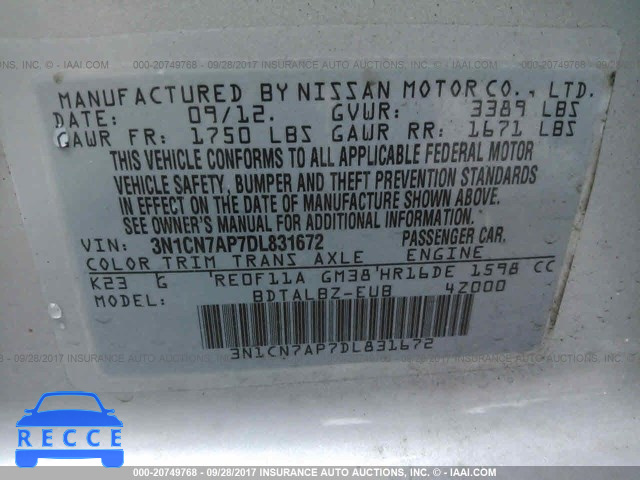 000-20749768 - 09/28/2017 INSURANCE AUTO AUCTIONS, INC. - © IAAI.COM
MANUFACTURED BY NISSAN MOTOR CO., LTD.
DATE: 09/12. GVWR: 3389 LBS
GAWR FR: 1750 LBS GAWR RR: 1671 LBS
THIS VEHICLE CONFORMS TO ALL APPLICABLE FEDERAL MOTOR
VEHICLE SAFETY, BUMPER AND THEFT PREVENTION STANDARDS
IN EFFECT ON THE DATE OF MANUFACTURE SHOWN ABOVE.
SEE OWNER'S MANUAL FOR ADDITIONAL INFORMATION.
VIN: 3N1CN7AP7DL831672 PASSENGER CAR,
COLOR TRIM TRANS AXLE ENGINE
K23 G RE0F11A GM38 HR16DE 1598 CC
MODEL: BDTALBZ-EUB 4Z000
3N1CN7AP7DL831672
RECCE
000-20749768 - 09/28/2017 INSURANCE AUTO AUCTIONS, INC. - © IAAI.COM